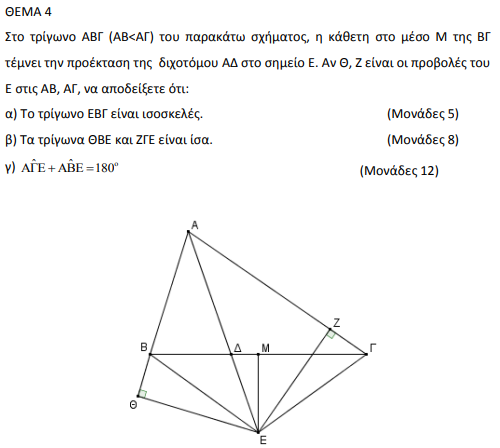 ΘΕΜΑ 4
Στο τρίγωνο ΑΒΓ (ΑΒ<ΑΓ) του παρακάτω σχήματος, η κάθετη στο μέσο Μ της ΒΓ
τέμνει την προέκταση της διχοτόμου ΑΔ στο σημείο Ε. Αν Θ, Ζ είναι οι προβολές του
Ε στις ΑΒ, ΑΓ, να αποδείξετε ότι:
α) Το τρίγωνο ΕΒΓ είναι ισοσκελές. (Μονάδες 5)
β) Τα τρίγωνα ΘΒΕ και ΖΓΕ είναι ίσα. (Μονάδες 8)
γ) ΑΓ̂Ε + ΑΒ̂Ε = 180° (Μονάδες 12)
Α
Ζ
Β Δ Μ Γ
Θ
Ε